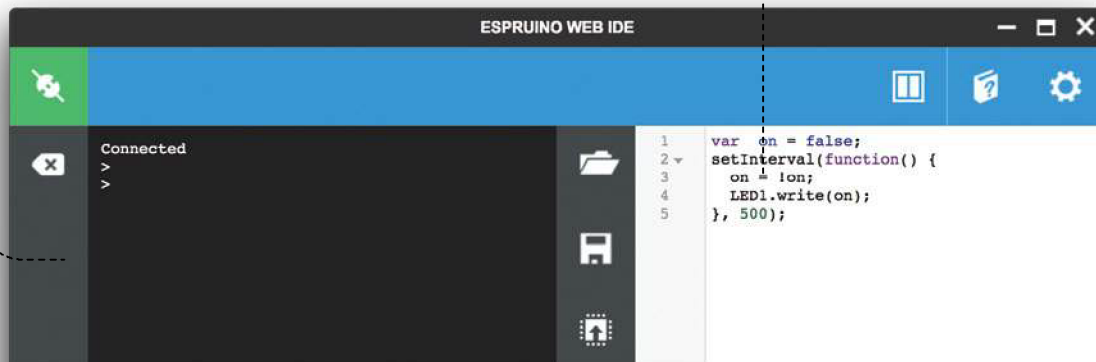 ESPRUINO WEB IDE
Connected
>
>
1 var on = false;
2 setInterval(function() {
3 on = !on;
4 LED1.write(on);
5 }, 500);